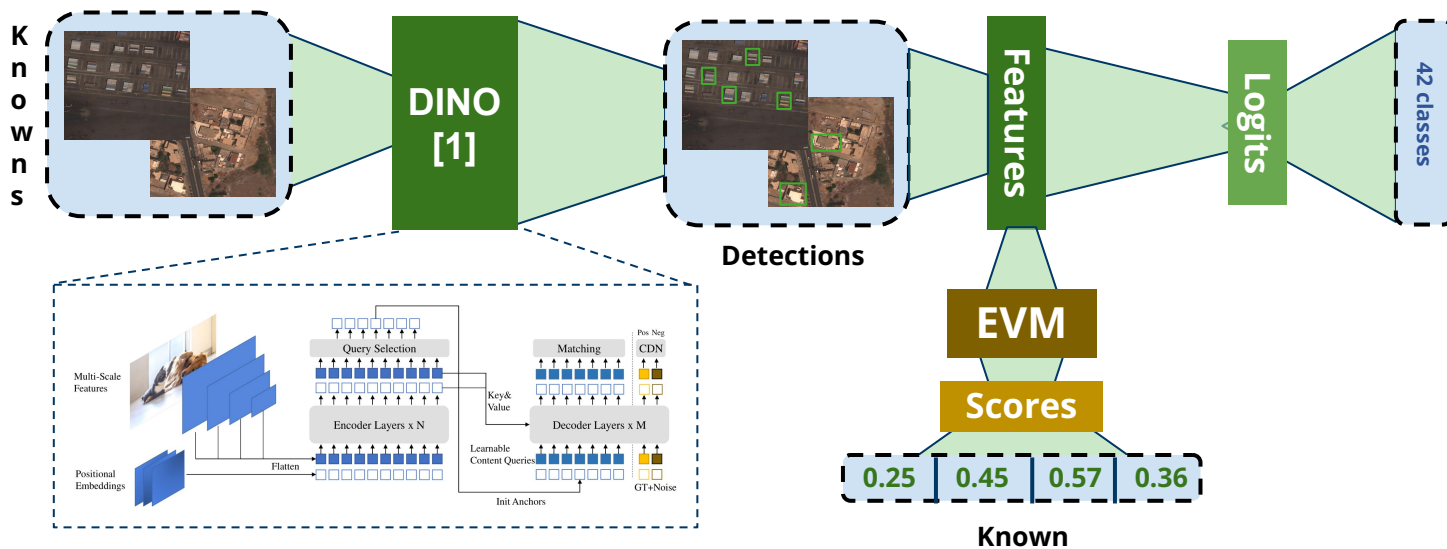 Knowns
DINO
[1]
Detections
Features
Logits
42 classes
EVM
Scores
0.25 0.45 0.57 0.36
Known
Multi-Scale
Features
Positional
Embeddings
Flatten
Query Selection
Encoder Layers x N
Key&
Value
Learnable
Content Queries
Init Anchors
Matching
Pos Neg
CDN
Decoder Layers x M
GT+Noise